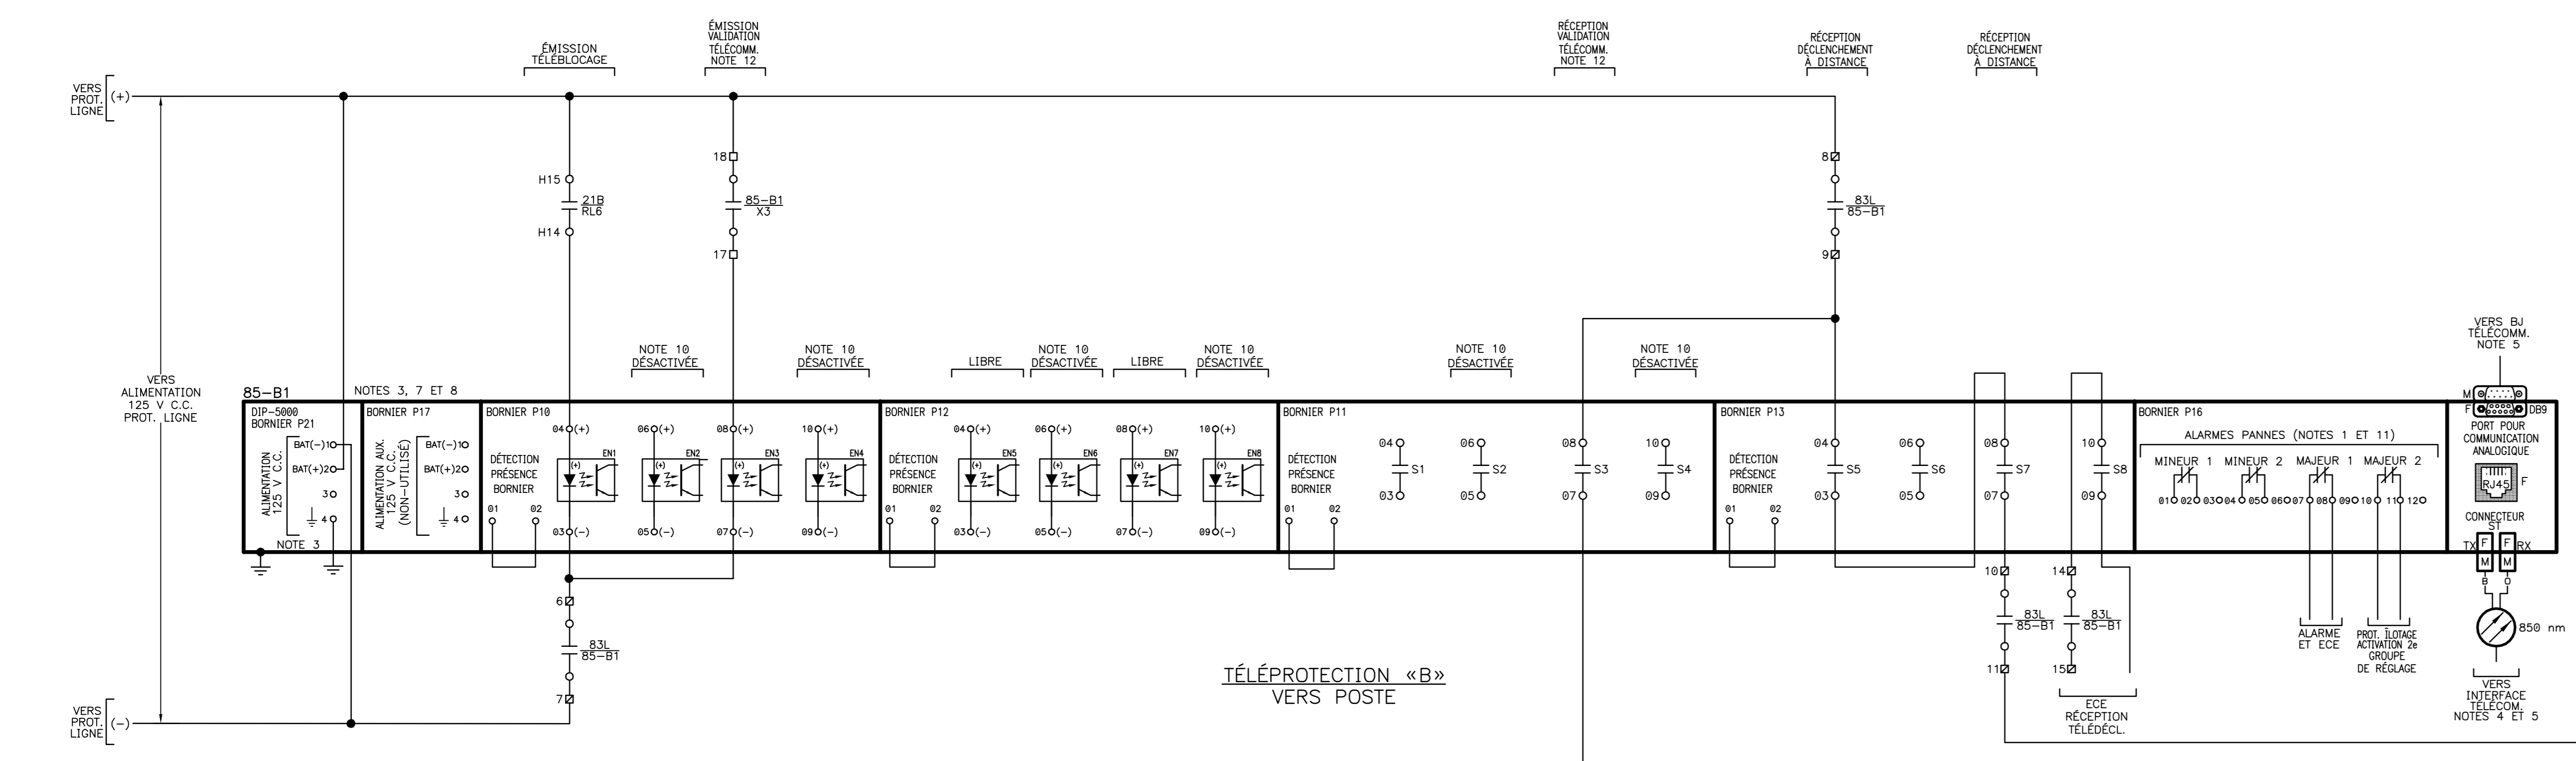 ÉMISSION
TÉLÉBLOCAGE
ÉMISSION
VALIDATION
TÉLÉCOMM.
NOTE 12
RÉCEPTION
VALIDATION
TÉLÉCOMM.
NOTE 12
RÉCEPTION
DÉCLENCHEMENT
À DISTANCE
RÉCEPTION
DÉCLENCHEMENT
À DISTANCE
VERS
PROT.
LIGNE
(+)
18
H15
21B
RL6
H14
85-B1
X3
17
8
83L
85-B1
9
VERS
ALIMENTATION
125 V C.C.
PROT. LIGNE
NOTE 10
DÉSACTIVÉE
NOTE 10
DÉSACTIVÉE
LIBRE
NOTE 10
DÉSACTIVÉE
LIBRE
NOTE 10
DÉSACTIVÉE
NOTE 10
DÉSACTIVÉE
NOTE 10
DÉSACTIVÉE
VERS BJ
TÉLÉCOMM.
NOTE 5
85-B1
NOTES 3, 7 ET 8
DIP-5000
BORNIER P21
ALIMENTATION
125 V C.C.
BAT(-)1
BAT(+)2
3
4
NOTE 3
BORNIER P17
ALIMENTATION AUX.
125 V C.C.
(NON-UTILISÉ)
BAT(-)1
BAT(+)2
3
4
BORNIER P10
DÉTECTION
PRÉSENCE
BORNIER
01 02
04 (+)
EN1
(+)
03 (-)
06 (+)
EN2
(+)
05 (-)
08 (+)
EN3
(+)
07 (-)
10 (+)
EN4
(+)
09 (-)
BORNIER P12
DÉTECTION
PRÉSENCE
BORNIER
01 02
04 (+)
EN5
(+)
03 (-)
06 (+)
EN6
(+)
05 (-)
08 (+)
EN7
(+)
07 (-)
10 (+)
EN8
(+)
09 (-)
BORNIER P11
DÉTECTION
PRÉSENCE
BORNIER
01 02
04
S1
03
06
S2
05
08
S3
07
10
S4
09
BORNIER P13
DÉTECTION
PRÉSENCE
BORNIER
01 02
04
S5
03
06
S6
05
08
S7
07
10
S8
09
BORNIER P16
ALARMES PANNES (NOTES 1 ET 11)
MINEUR 1 MINEUR 2 MAJEUR 1 MAJEUR 2
01 02 03 04 05 06 07 08 09 10 11 12
M
F
DB9
PORT POUR
COMMUNICATION
ANALOGIQUE
RJ45
F
CONNECTEUR
ST
TX F F RX
M M
B O
850 nm
VERS
INTERFACE
TÉLÉCOM.
NOTES 4 ET 5
6
83L
85-B1
7
10
83L
85-B1
11
14
83L
85-B1
15
ECE
RÉCEPTION
TÉLÉDÉCL.
ALARME
ET ECE
PROT. ÎLOTAGE
ACTIVATION 2e
GROUPE
DE RÉGLAGE
TÉLÉPROTECTION «B»
VERS POSTE
VERS
PROT.
LIGNE
(-)